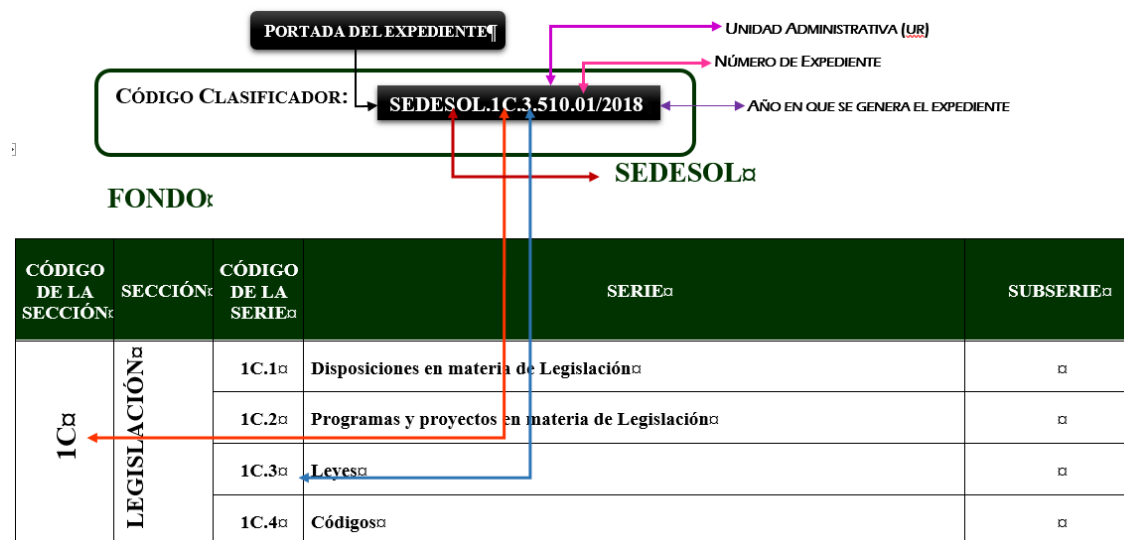 PORTADA DEL EXPEDIENTE¶
UNIDAD ADMINISTRATIVA (UR)
NÚMERO DE EXPEDIENTE
CÓDIGO CLASIFICADOR:
SEDESOL.1C.3.510.01/2018
AÑO EN QUE SE GENERA EL EXPEDIENTE
SEDESOL¤
FONDO¤
CÓDIGO DE LA SECCIÓN¤
SECCIÓN¤
CÓDIGO DE LA SERIE¤
SERIE¤
SUBSERIE¤
1C¤
LEGISLACIÓN¤
1C.1¤ Disposiciones en materia de Legislación¤ ¤
1C.2¤ Programas y proyectos en materia de Legislación¤ ¤
1C.3¤ Leyes¤ ¤
1C.4¤ Códigos¤ ¤